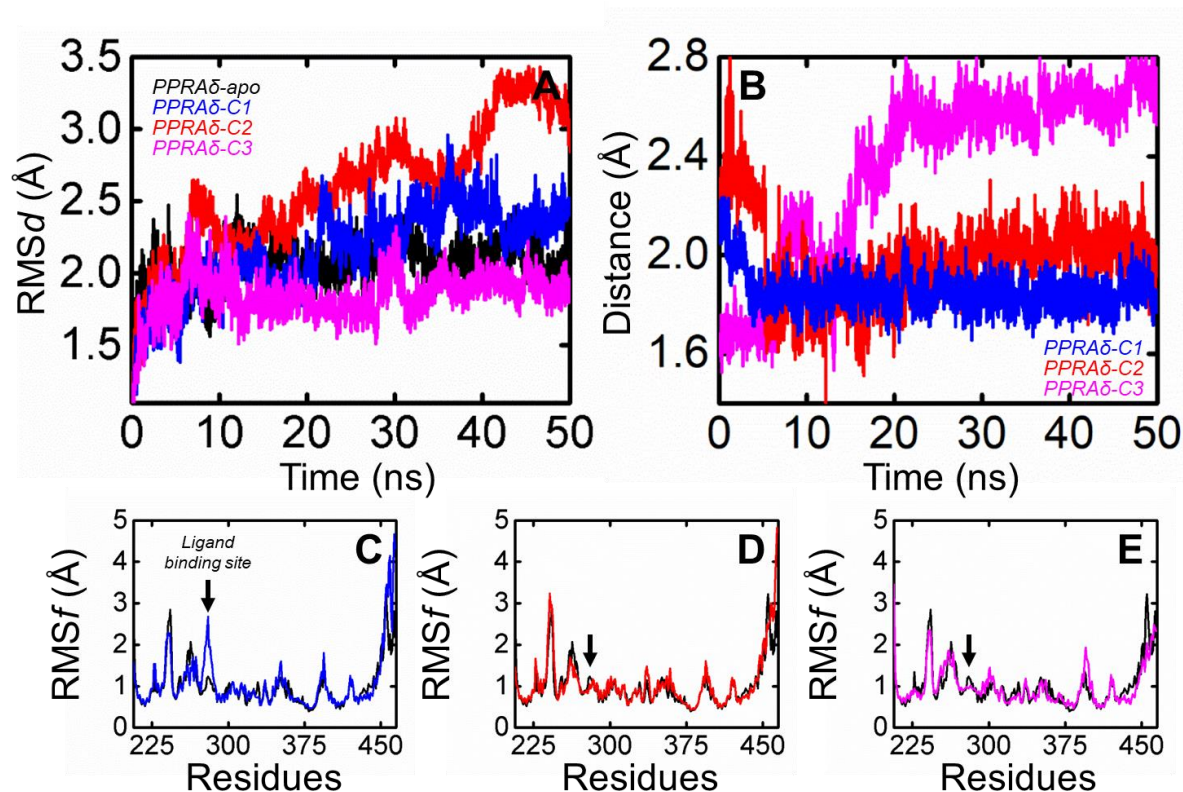 A
RMSd (Å)
3.5
3.0
2.5
2.0
1.5
PPRAδ-apo
PPRAδ-C1
PPRAδ-C2
PPRAδ-C3
0 10 20 30 40 50
Time (ns)
B
Distance (Å)
2.8
2.4
2.0
1.6
PPRAδ-C1
PPRAδ-C2
PPRAδ-C3
0 10 20 30 40 50
Time (ns)
C
RMSf (Å)
5
4
3
2
1
0
Ligand
binding site
225 300 375 450
Residues
D
RMSf (Å)
5
4
3
2
1
0
225 300 375 450
Residues
E
RMSf (Å)
5
4
3
2
1
0
225 300 375 450
Residues